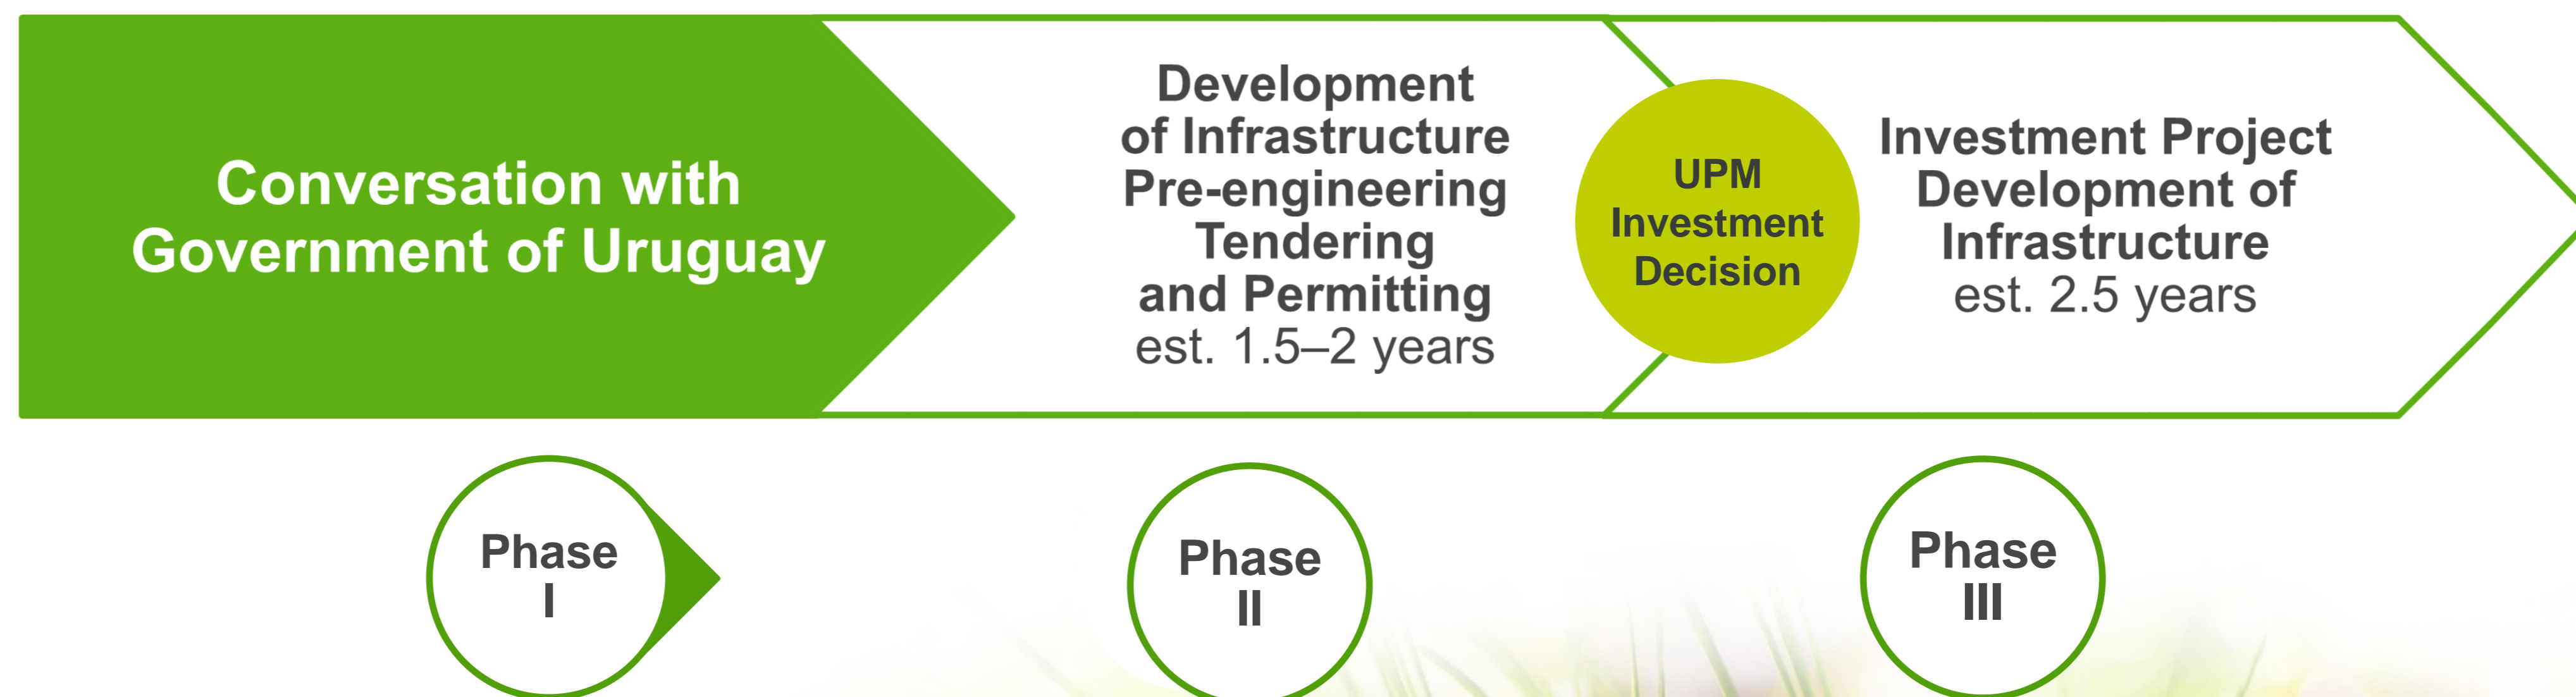 Conversation with
Government of Uruguay
Development
of Infrastructure
Pre-engineering
Tendering
and Permitting
est. 1.5–2 years
UPM
Investment
Decision
Investment Project
Development of
Infrastructure
est. 2.5 years
Phase
I
Phase
II
Phase
III